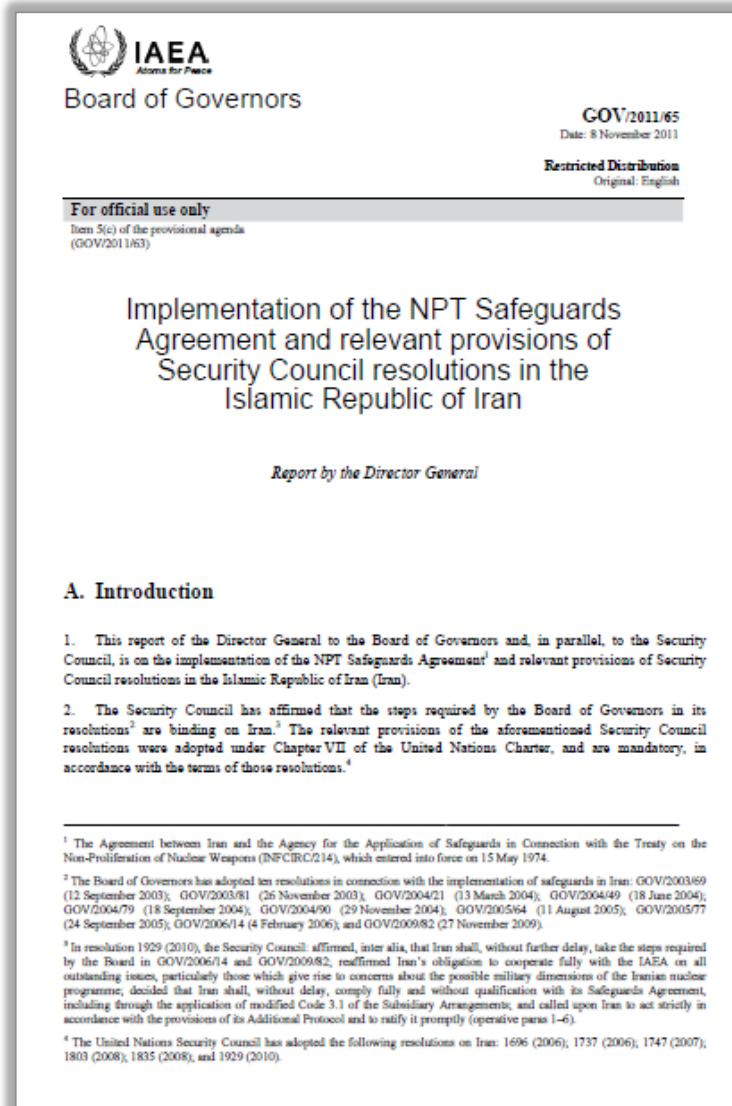 IAEA
Atoms for Peace
Board of Governors
GOV/2011/65
Date: 8 November 2011
Restricted Distribution
Original: English
For official use only
Item 5(c) of the provisional agenda
(GOV/2011/63)
Implementation of the NPT Safeguards
Agreement and relevant provisions of
Security Council resolutions in the
Islamic Republic of Iran
Report by the Director General
A. Introduction
1. This report of the Director General to the Board of Governors and, in parallel, to the Security
Council, is on the implementation of the NPT Safeguards Agreement¹ and relevant provisions of Security
Council resolutions in the Islamic Republic of Iran (Iran).
2. The Security Council has affirmed that the steps required by the Board of Governors in its
resolutions² are binding on Iran.³ The relevant provisions of the aforementioned Security Council
resolutions were adopted under Chapter VII of the United Nations Charter, and are mandatory, in
accordance with the terms of those resolutions.⁴
¹ The Agreement between Iran and the Agency for the Application of Safeguards in Connection with the Treaty on the
Non-Proliferation of Nuclear Weapons (INFCIRC/214), which entered into force on 15 May 1974.
² The Board of Governors has adopted ten resolutions in connection with the implementation of safeguards in Iran: GOV/2003/69
(12 September 2003); GOV/2003/81 (26 November 2003); GOV/2004/21 (13 March 2004); GOV/2004/49 (18 June 2004);
GOV/2004/79 (18 September 2004); GOV/2004/90 (29 November 2004); GOV/2005/64 (11 August 2005); GOV/2005/77
(24 September 2005); GOV/2006/14 (4 February 2006); and GOV/2009/82 (27 November 2009).
³ In resolution 1929 (2010), the Security Council: affirmed, inter alia, that Iran shall, without further delay, take the steps required
by the Board in GOV/2006/14 and GOV/2009/82; reaffirmed Iran's obligation to cooperate fully with the IAEA on all
outstanding issues, particularly those which give rise to concerns about the possible military dimensions of the Iranian nuclear
programme; decided that Iran shall, without delay, comply fully and without qualification with its Safeguards Agreement,
including through the application of modified Code 3.1 of the Subsidiary Arrangements; and called upon Iran to act strictly in
accordance with the provisions of its Additional Protocol and to ratify it promptly (operative paras 1–6).
⁴ The United Nations Security Council has adopted the following resolutions on Iran: 1696 (2006); 1737 (2006); 1747 (2007);
1803 (2008); 1835 (2008); and 1929 (2010).